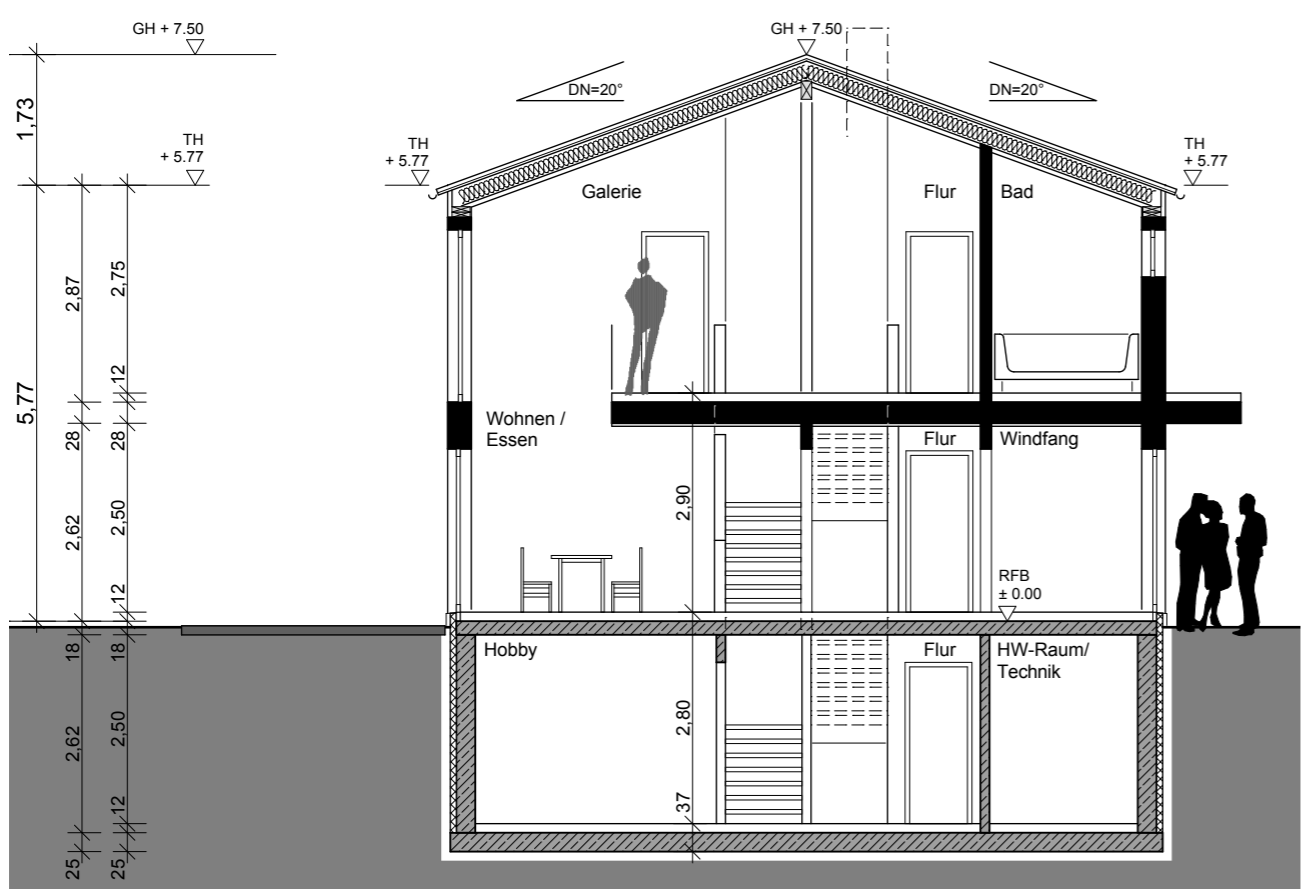 GH + 7.50
GH + 7.50
1,73
DN=20°
DN=20°
TH
+ 5.77
TH
+ 5.77
TH
+ 5.77
Galerie
Flur
Bad
5,77
2,87
2,75
12
28
28
Wohnen /
Essen
Flur
Windfang
2,62
2,50
12
2,90
RFB
± 0.00
18
18
Hobby
Flur
HW-Raum/
Technik
2,62
2,50
12
2,80
37
25
25